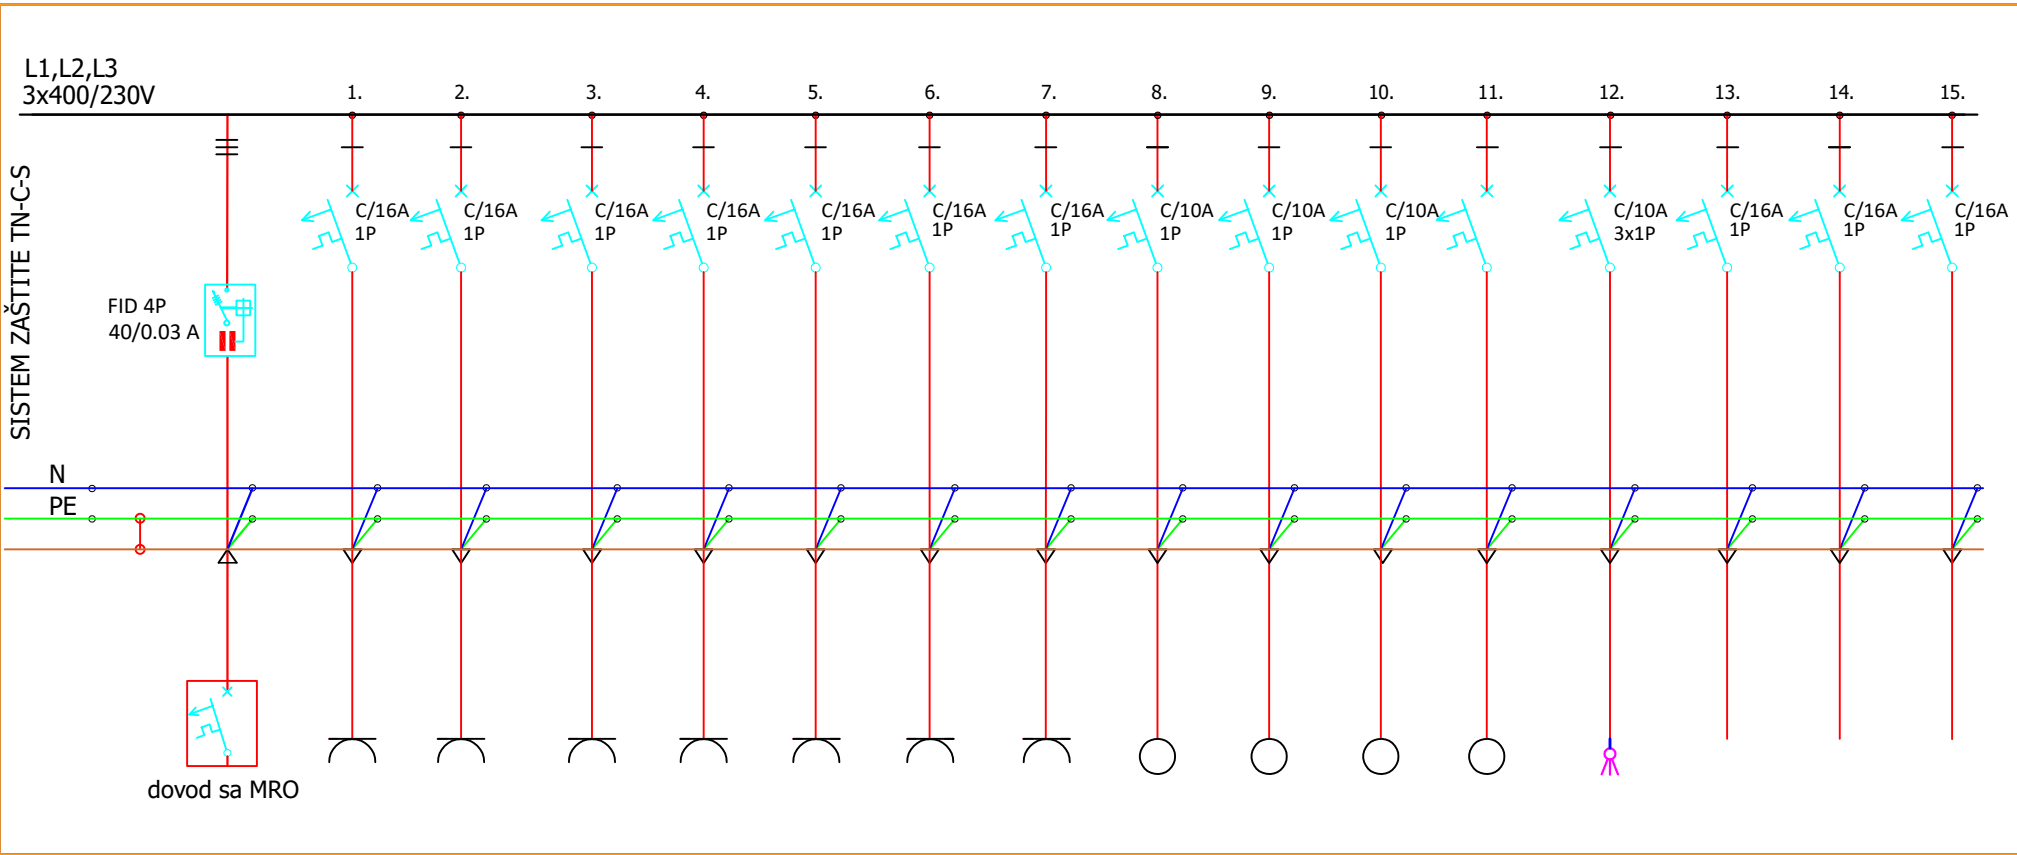 L1,L2,L3
3x400/230V
1.
2.
3.
4.
5.
6.
7.
8.
9.
10.
11.
12.
13.
14.
15.
SISTEM ZAŠTITE TN-C-S
C/16A
1P
C/16A
1P
C/16A
1P
C/16A
1P
C/16A
1P
C/16A
1P
C/16A
1P
C/10A
1P
C/10A
1P
C/10A
1P
C/10A
3x1P
C/16A
1P
C/16A
1P
C/16A
1P
FID 4P
40/0.03 A
N
PE
dovod sa MRO